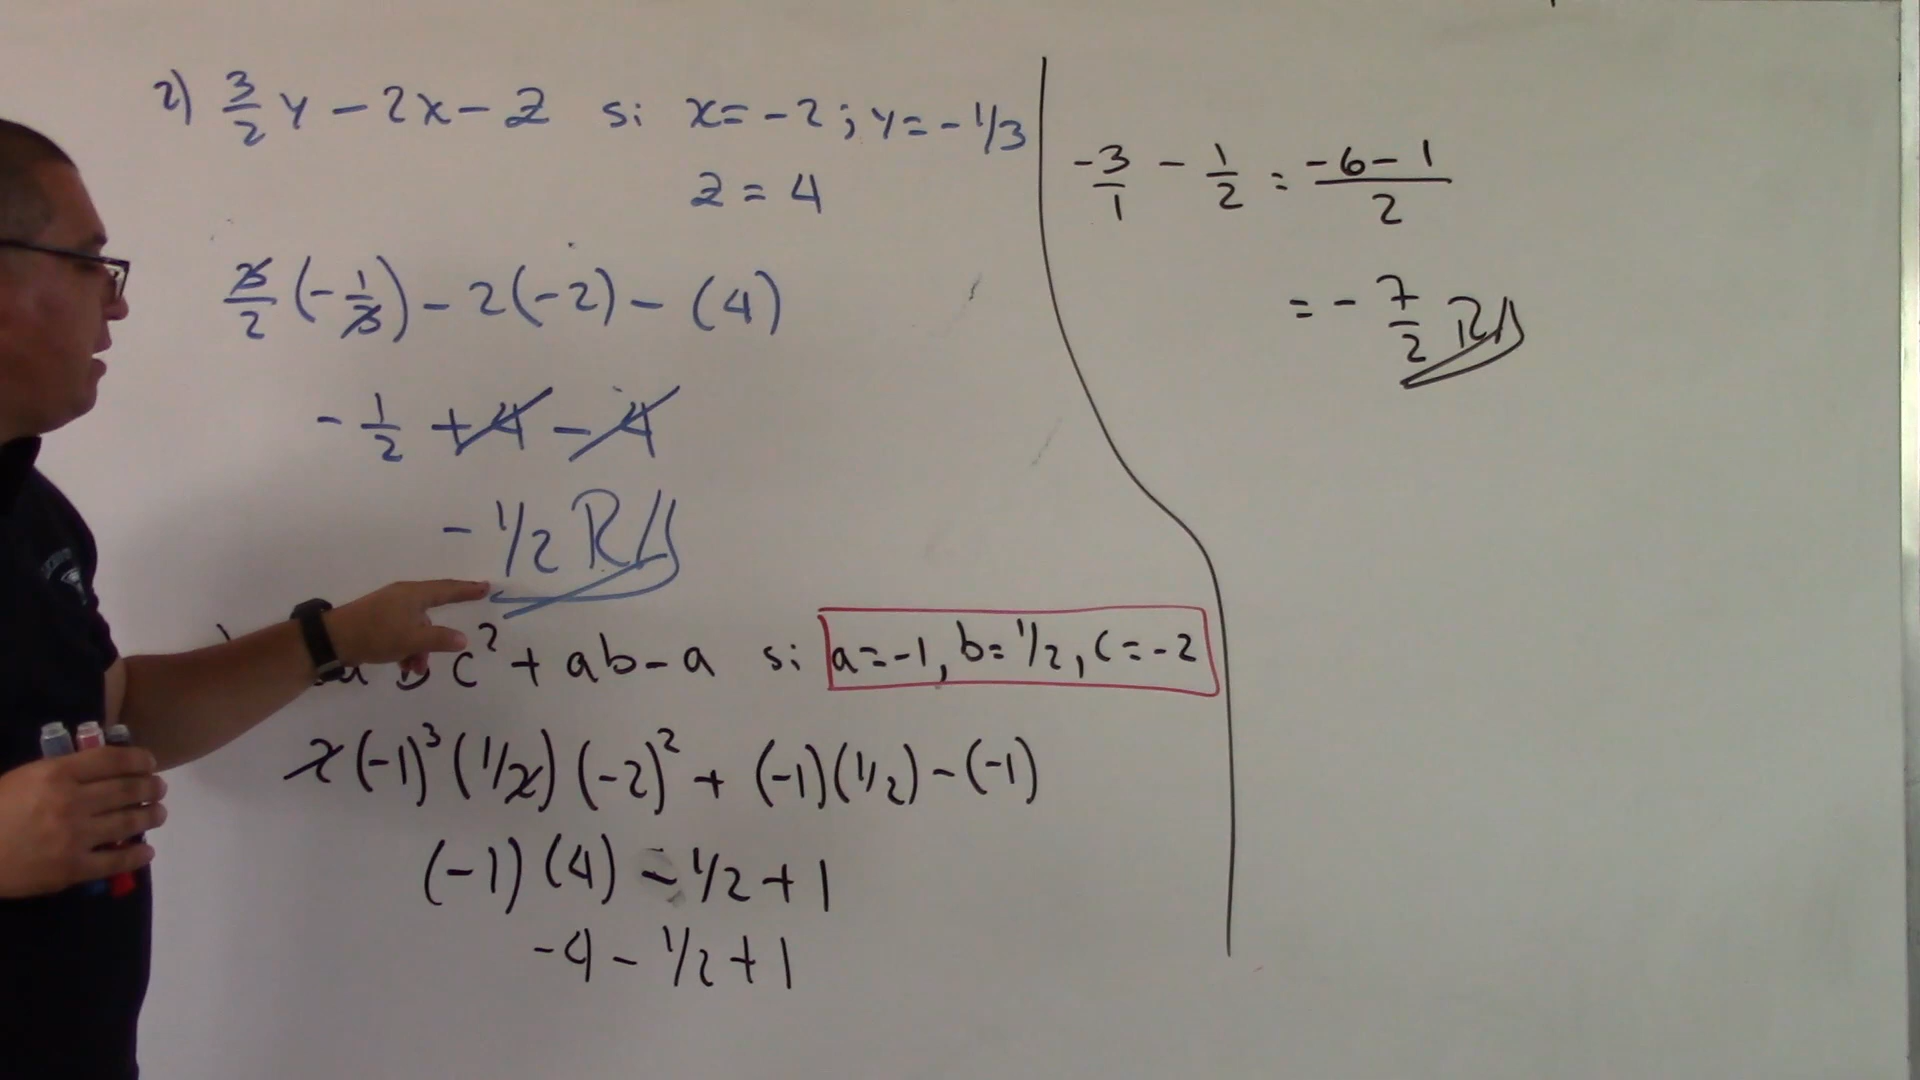 2) 3/2 y - 2x - z si x = -2 ; y = -1/3
z = 4
3/2 (-1/3) - 2(-2) - (4)
-1/2 + 4 - 4
-1/2 R//
c² + ab - a si a = -1, b = 1/2, c = -2
2(-1)³ (1/2) (-2)² + (-1)(1/2) - (-1)
(-1) (4) - 1/2 + 1
-4 - 1/2 + 1
-3/1 - 1/2 = -6 - 1/2
= - 7/2 R//